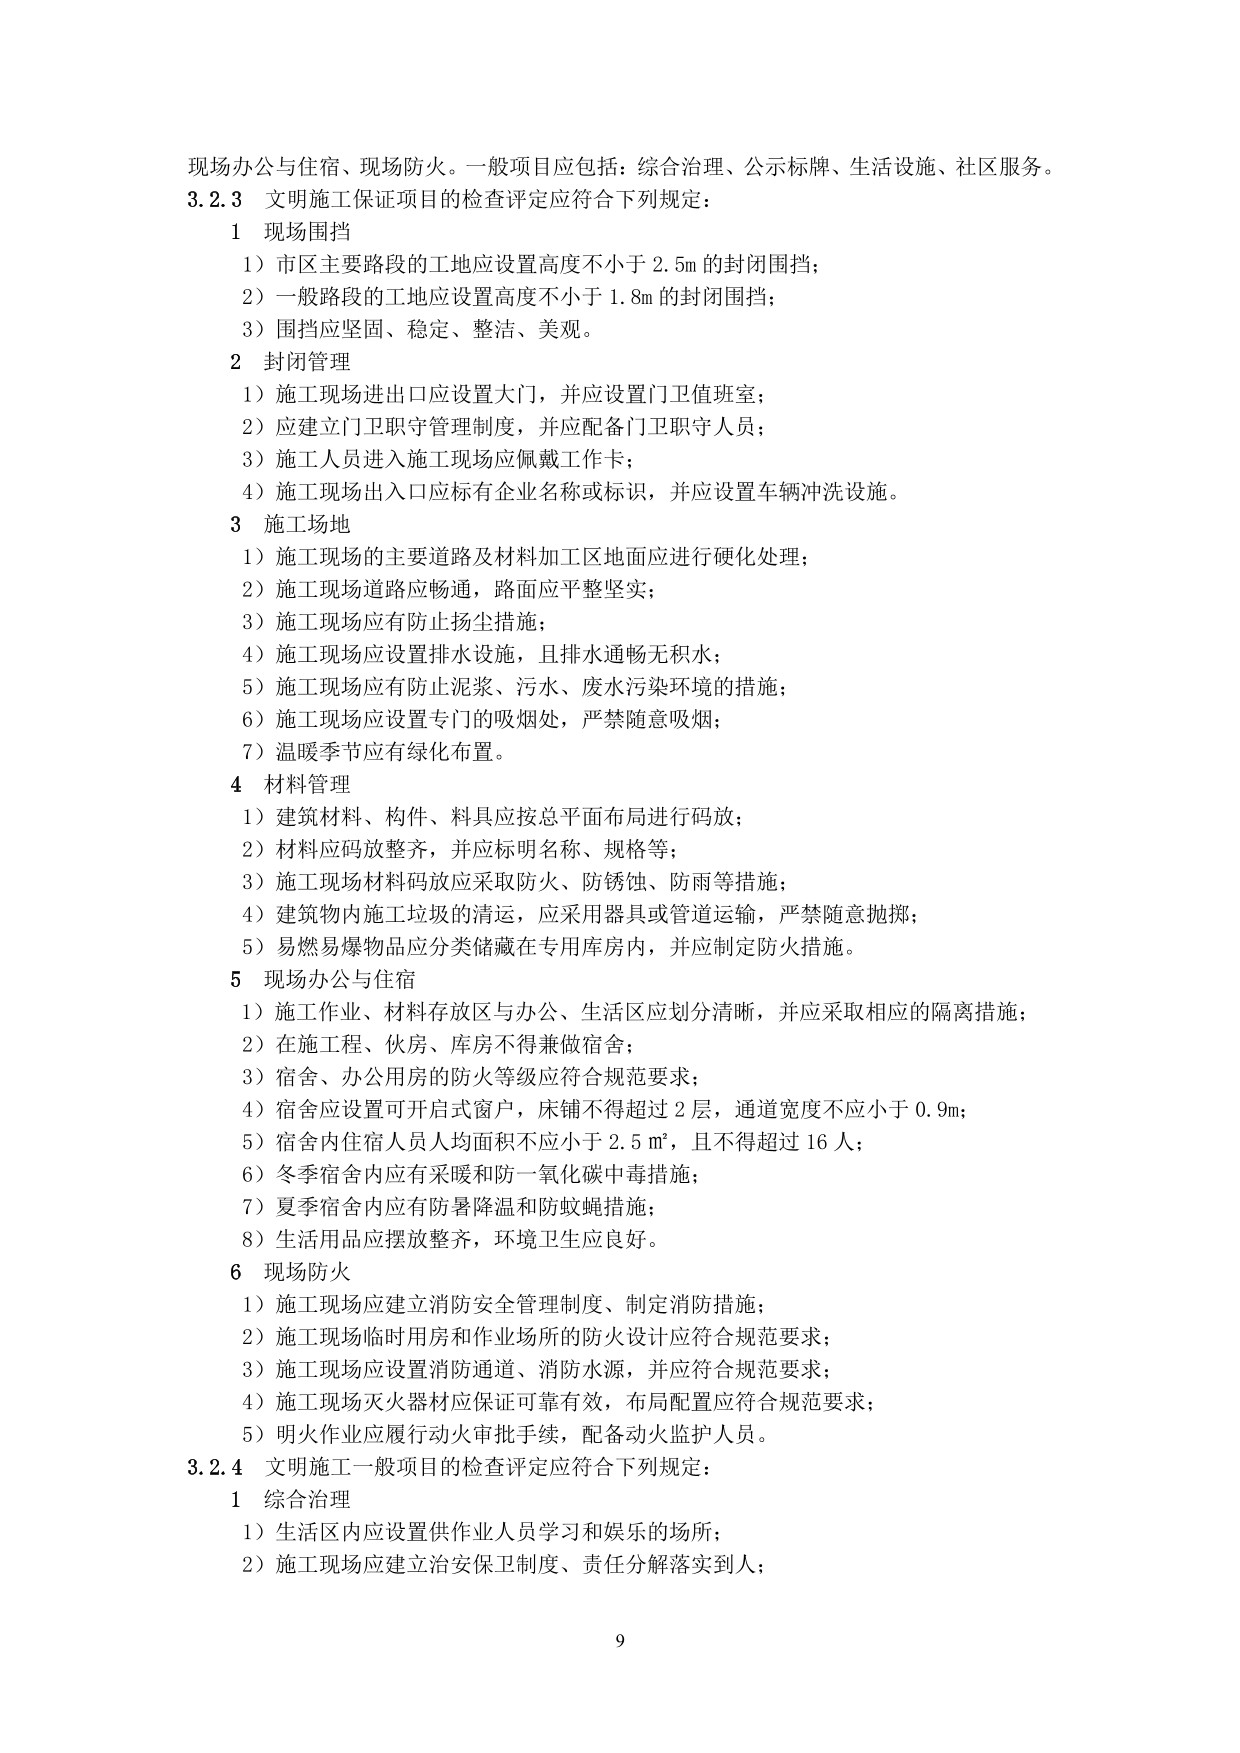 现场办公与住宿、现场防火。一般项目应包括：综合治理、公示标牌、生活设施、社区服务。
3.2.3 文明施工保证项目的检查评定应符合下列规定：
1 现场围挡
1）市区主要路段的工地应设置高度不小于 2.5m 的封闭围挡；
2）一般路段的工地应设置高度不小于 1.8m 的封闭围挡；
3）围挡应坚固、稳定、整洁、美观。
2 封闭管理
1）施工现场进出口应设置大门，并应设置门卫值班室；
2）应建立门卫职守管理制度，并应配备门卫职守人员；
3）施工人员进入施工现场应佩戴工作卡；
4）施工现场出入口应标有企业名称或标识，并应设置车辆冲洗设施。
3 施工场地
1）施工现场的主要道路及材料加工区地面应进行硬化处理；
2）施工现场道路应畅通，路面应平整坚实；
3）施工现场应有防止扬尘措施；
4）施工现场应设置排水设施，且排水通畅无积水；
5）施工现场应有防止泥浆、污水、废水污染环境的措施；
6）施工现场应设置专门的吸烟处，严禁随意吸烟；
7）温暖季节应有绿化布置。
4 材料管理
1）建筑材料、构件、料具应按总平面布局进行码放；
2）材料应码放整齐，并应标明名称、规格等；
3）施工现场材料码放应采取防火、防锈蚀、防雨等措施；
4）建筑物内施工垃圾的清运，应采用器具或管道运输，严禁随意抛掷；
5）易燃易爆物品应分类储藏在专用库房内，并应制定防火措施。
5 现场办公与住宿
1）施工作业、材料存放区与办公、生活区应划分清晰，并应采取相应的隔离措施；
2）在施工程、伙房、库房不得兼做宿舍；
3）宿舍、办公用房的防火等级应符合规范要求；
4）宿舍应设置可开启式窗户，床铺不得超过 2 层，通道宽度不应小于 0.9m；
5）宿舍内住宿人员人均面积不应小于 2.5 ㎡，且不得超过 16 人；
6）冬季宿舍内应有采暖和防一氧化碳中毒措施；
7）夏季宿舍内应有防暑降温和防蚊蝇措施；
8）生活用品应摆放整齐，环境卫生应良好。
6 现场防火
1）施工现场应建立消防安全管理制度、制定消防措施；
2）施工现场临时用房和作业场所的防火设计应符合规范要求；
3）施工现场应设置消防通道、消防水源，并应符合规范要求；
4）施工现场灭火器材应保证可靠有效，布局配置应符合规范要求；
5）明火作业应履行动火审批手续，配备动火监护人员。
3.2.4 文明施工一般项目的检查评定应符合下列规定：
1 综合治理
1）生活区内应设置供作业人员学习和娱乐的场所；
2）施工现场应建立治安保卫制度、责任分解落实到人；
9